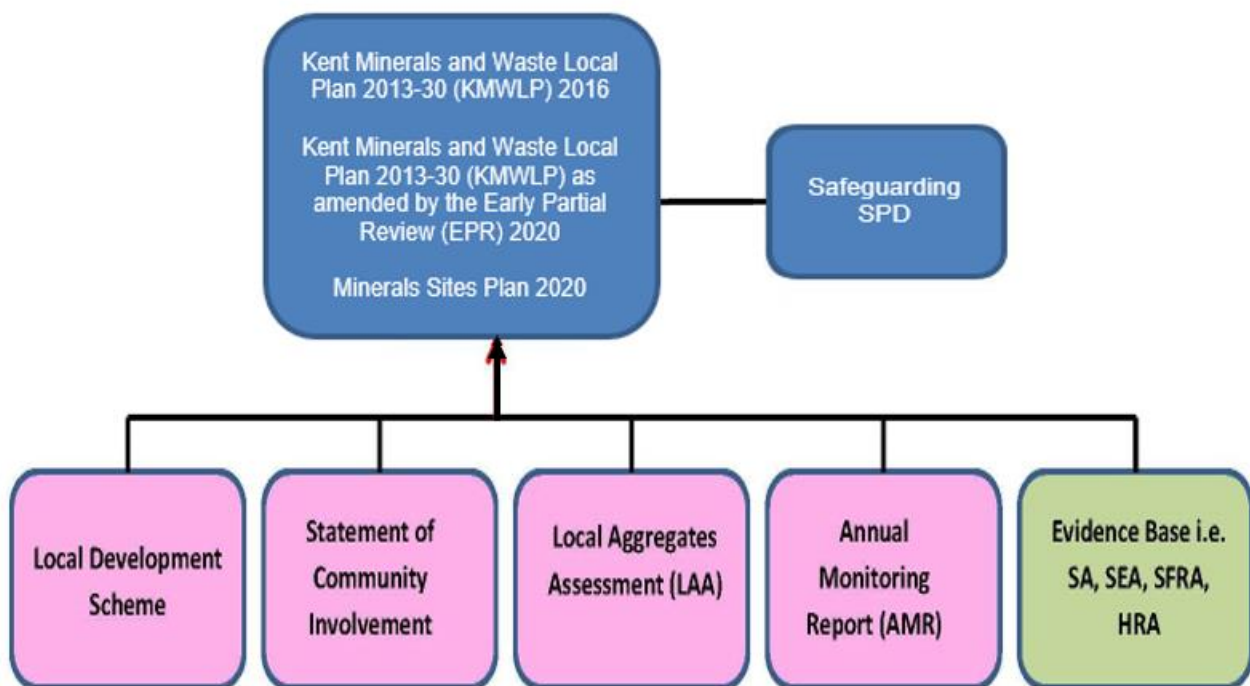 Kent Minerals and Waste Local
Plan 2013-30 (KMWLP) 2016
Kent Minerals and Waste Local
Plan 2013-30 (KMWLP) as
amended by the Early Partial
Review (EPR) 2020
Minerals Sites Plan 2020
Safeguarding
SPD
Local Development
Scheme
Statement of
Community
Involvement
Local Aggregates
Assessment (LAA)
Annual
Monitoring
Report (AMR)
Evidence Base i.e.
SA, SEA, SFRA,
HRA